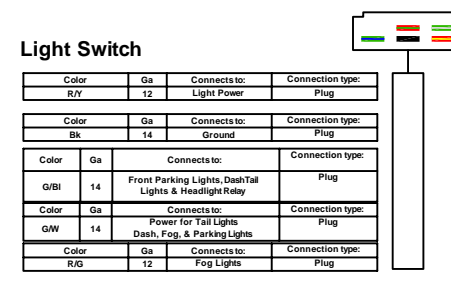 Light Switch
Color Ga Connects to: Connection type:
R/Y 12 Light Power Plug
Color Ga Connects to: Connection type:
Bk 14 Ground Plug
Color Ga Connects to: Connection type:
G/Bl 14 Front Parking Lights, DashTail Plug
Lights & Headlight Relay
Color Ga Connects to: Connection type:
G/W 14 Power for Tail Lights
Dash, Fog, & Parking Lights
Color Ga Connects to: Connection type:
R/G 12 Fog Lights Plug